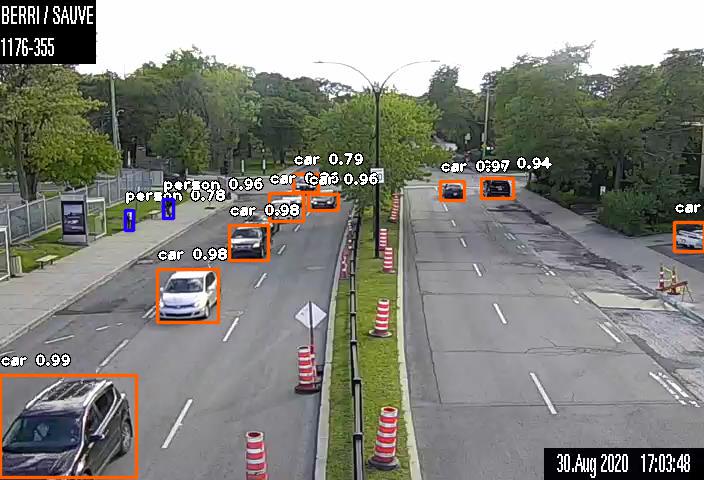 BERRI / SAUVE
1176-355
car 0.79
car 0.96
car 0.97
0.94
person 0.96
person 0.78
car 0.98
car
car 0.98
car 0.99
30.Aug 2020 17:03:48